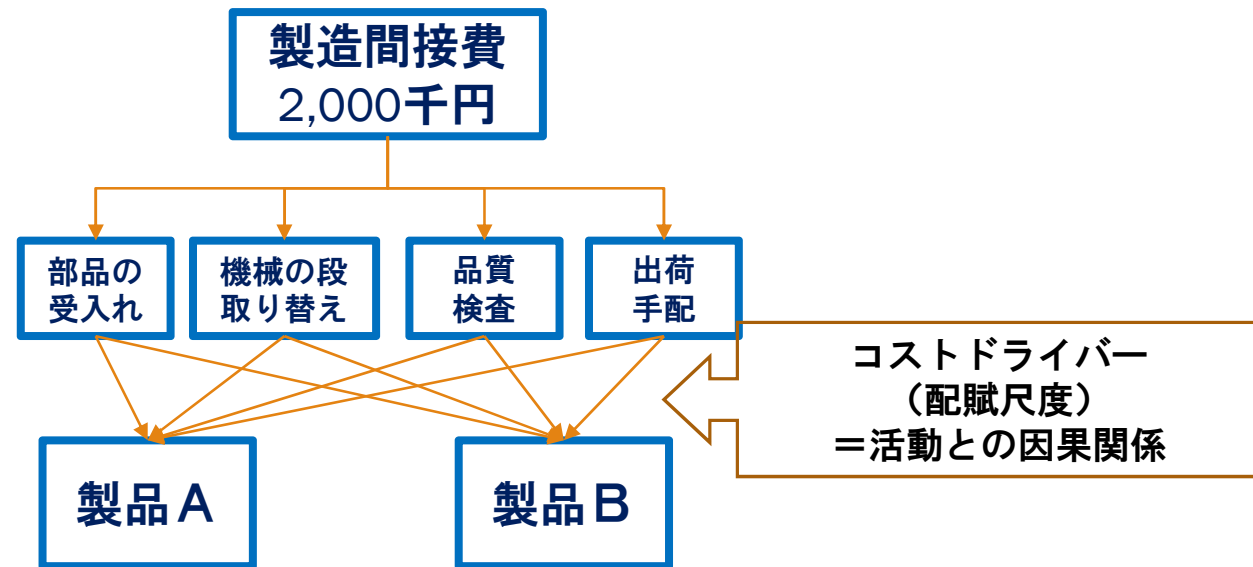 製造間接費
2,000千円
部品の
受入れ
機械の段
取り替え
品質
検査
出荷
手配
コストドライバー
（配賦尺度）
＝活動との因果関係
製品Ａ
製品Ｂ